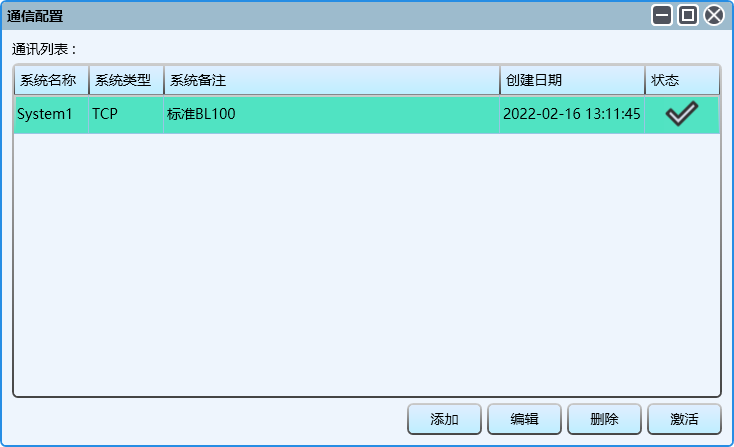 通信配置
通讯列表：
系统名称 系统类型 系统备注 创建日期 状态
System1 TCP 标准BL100 2022-02-16 13:11:45
添加 编辑 删除 激活